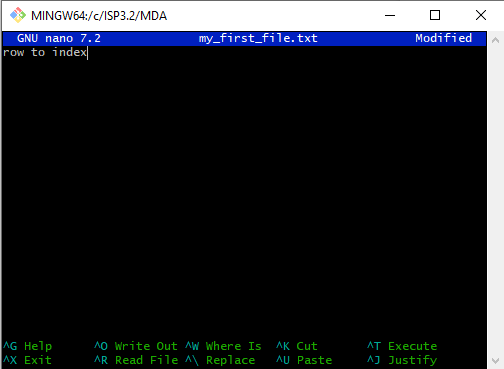 MINGW64:/c/ISP3.2/MDA
GNU nano 7.2 my_first_file.txt Modified
row to index
^G Help ^O Write Out ^W Where Is ^K Cut ^T Execute
^X Exit ^R Read File ^\ Replace ^U Paste ^J Justify